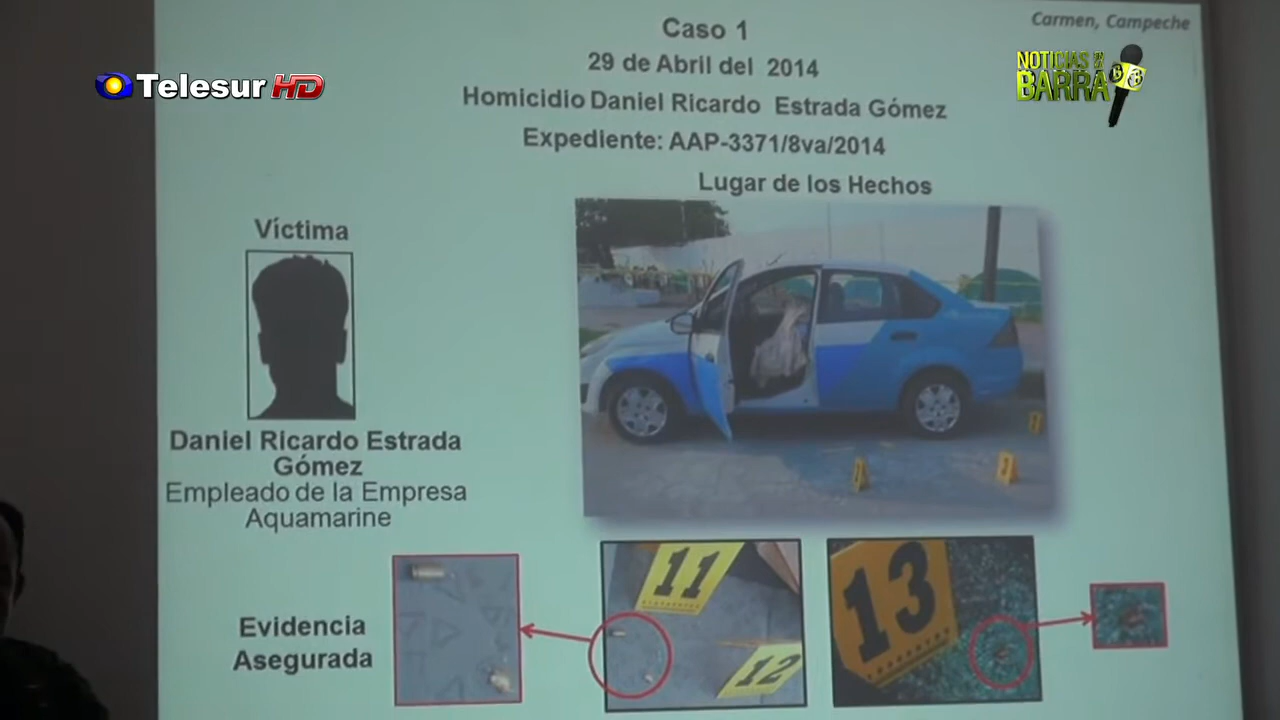 Carmen, Campeche
Caso 1
29 de Abril del 2014
Homicidio Daniel Ricardo Estrada Gómez
Expediente: AAP-3371/8va/2014
Lugar de los Hechos
Telesur HD
NOTICIAS
BARRA
Víctima
Daniel Ricardo Estrada
Gómez
Empleado de la Empresa
Aquamarine
Evidencia
Asegurada
11
12
13